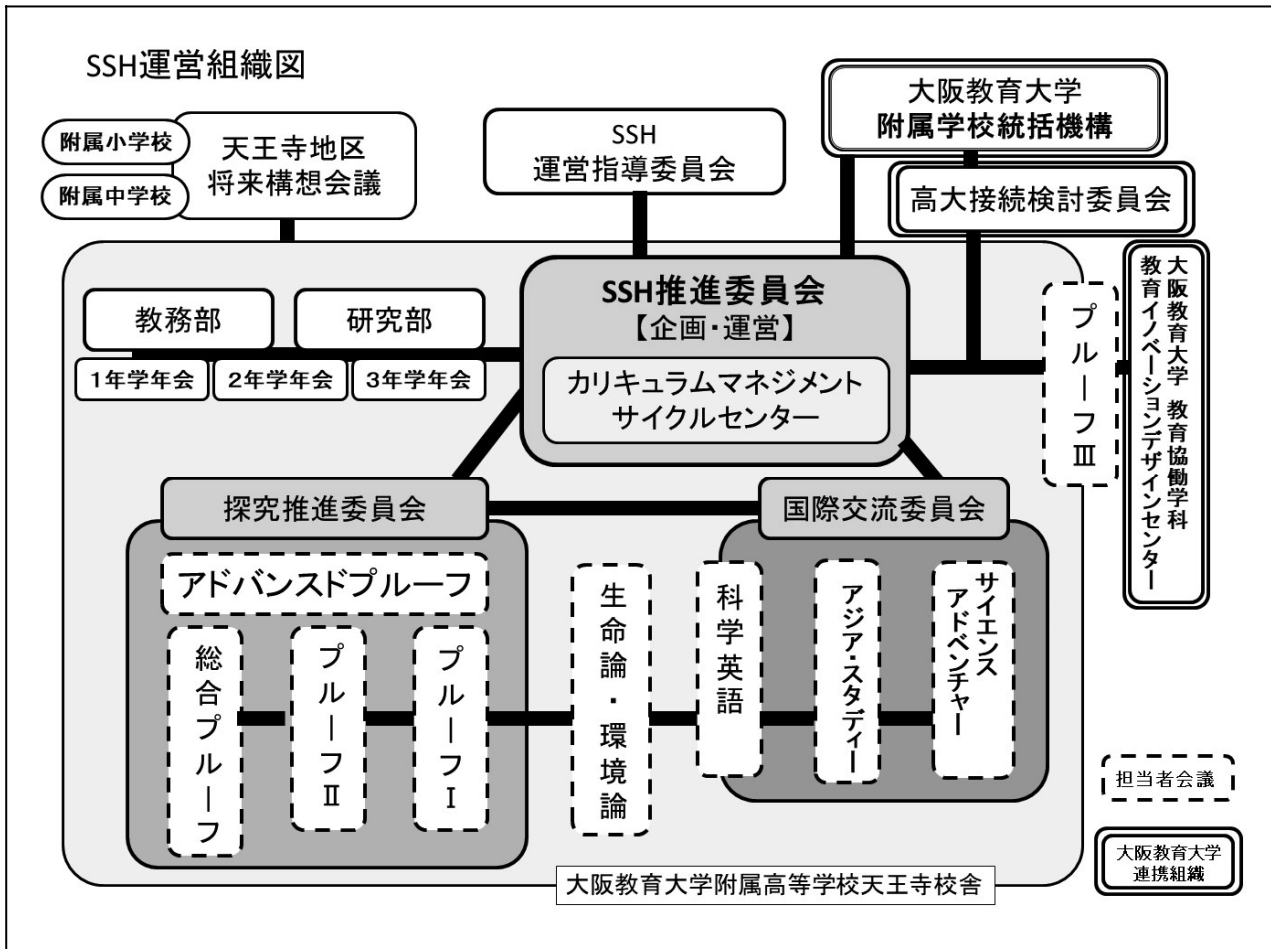 SSH運営組織図
附属小学校
附属中学校
天王寺地区
将来構想会議
SSH
運営指導委員会
大阪教育大学
附属学校統括機構
高大接続検討委員会
教務部
研究部
1年学年会
2年学年会
3年学年会
SSH推進委員会
【企画・運営】
カリキュラムマネジメント
サイクルセンター
プルーフⅢ
大阪教育大学 教育協働学科
教育イノベーションデザインセンター
探究推進委員会
国際交流委員会
アドバンスドプルーフ
総合プルーフ
プルーフⅡ
プルーフⅠ
生命論・環境論
科学英語
アジア・スタディー
サイエンス
アドベンチャー
担当者会議
大阪教育大学
連携組織
大阪教育大学附属高等学校天王寺校舎